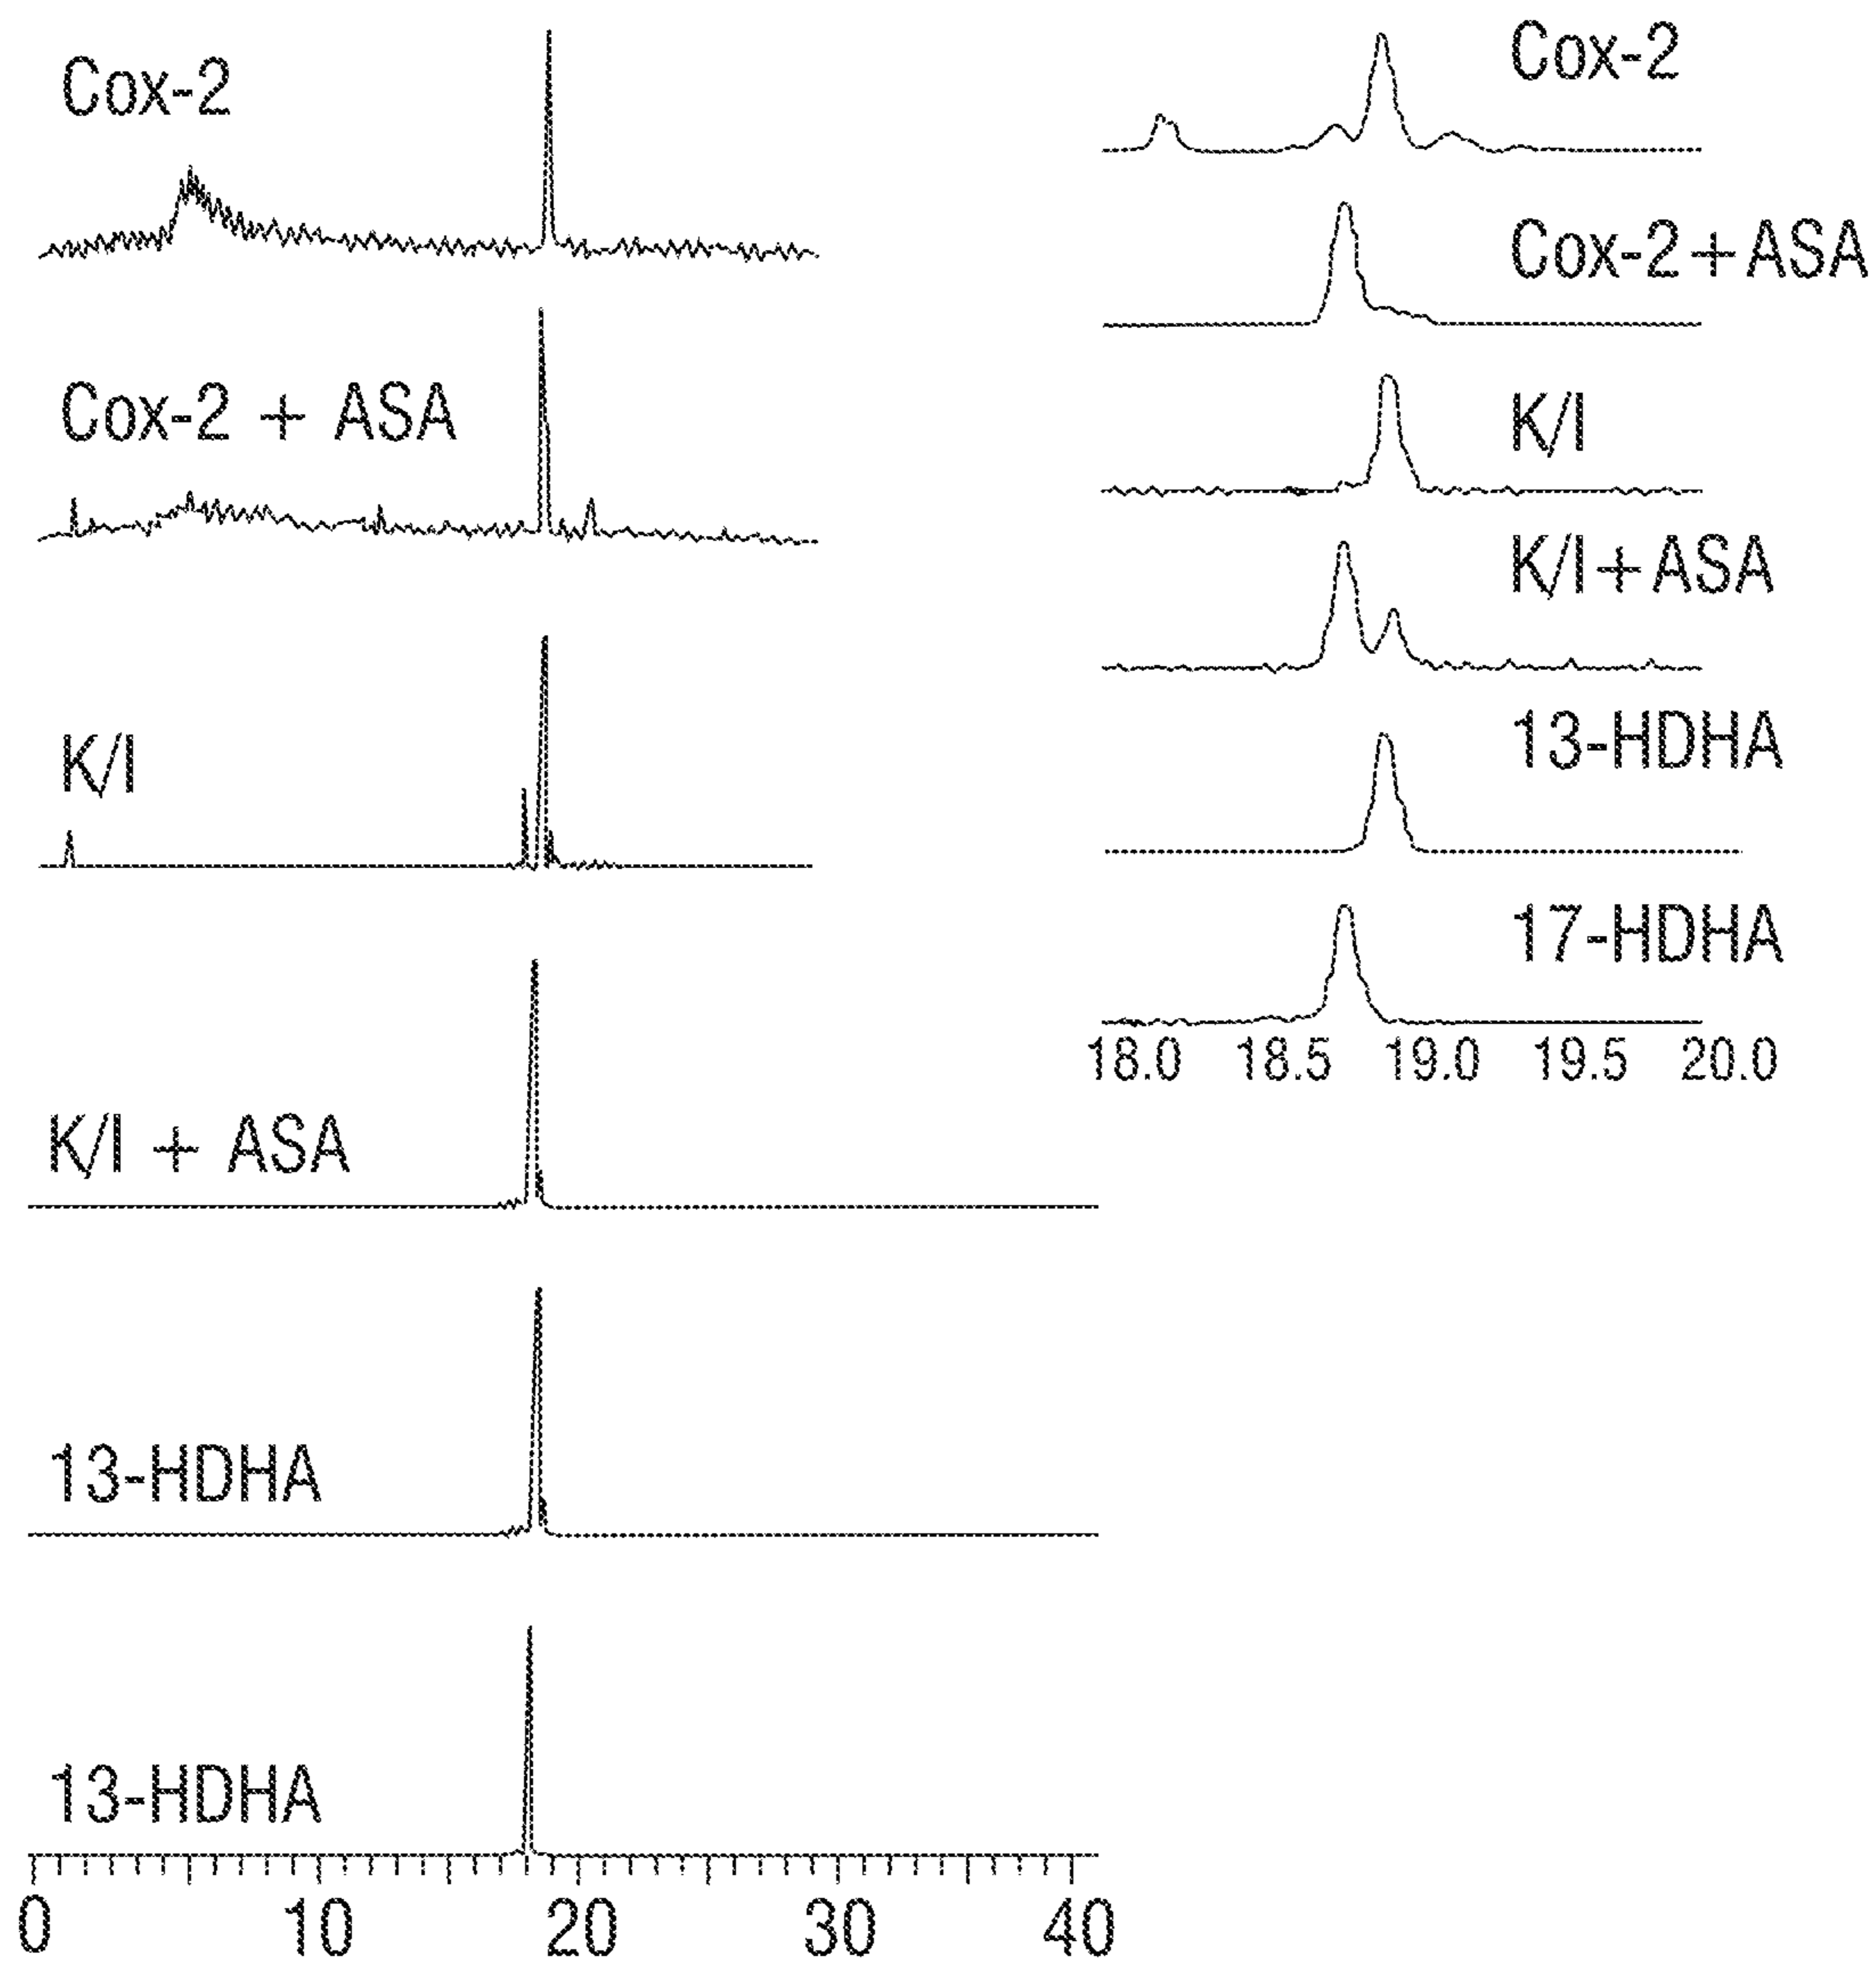 Cox-2
Cox-2 + ASA
K/I
K/I + ASA
13-HDHA
13-HDHA
0 10 20 30 40
Cox-2
Cox-2+ASA
K/I
K/I+ASA
13-HDHA
17-HDHA
18.0 18.5 19.0 19.5 20.0